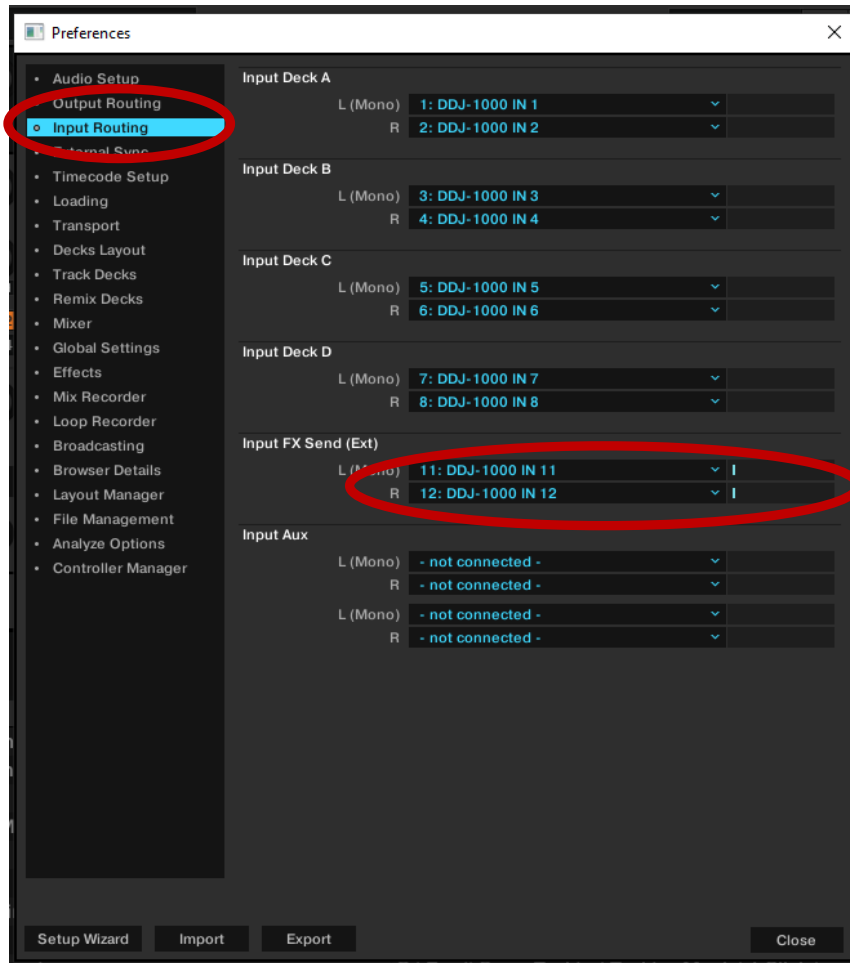 Preferences
Audio Setup
Output Routing
Input Routing
External Sync
Timecode Setup
Loading
Transport
Decks Layout
Track Decks
Remix Decks
Mixer
Global Settings
Effects
Mix Recorder
Loop Recorder
Broadcasting
Browser Details
Layout Manager
File Management
Analyze Options
Controller Manager
Input Deck A
L (Mono) 1: DDJ-1000 IN 1
R 2: DDJ-1000 IN 2
Input Deck B
L (Mono) 3: DDJ-1000 IN 3
R 4: DDJ-1000 IN 4
Input Deck C
L (Mono) 5: DDJ-1000 IN 5
R 6: DDJ-1000 IN 6
Input Deck D
L (Mono) 7: DDJ-1000 IN 7
R 8: DDJ-1000 IN 8
Input FX Send (Ext)
L (Mono) 11: DDJ-1000 IN 11
R 12: DDJ-1000 IN 12
Input Aux
L (Mono) - not connected -
R - not connected -
L (Mono) - not connected -
R - not connected -
Setup Wizard Import Export Close